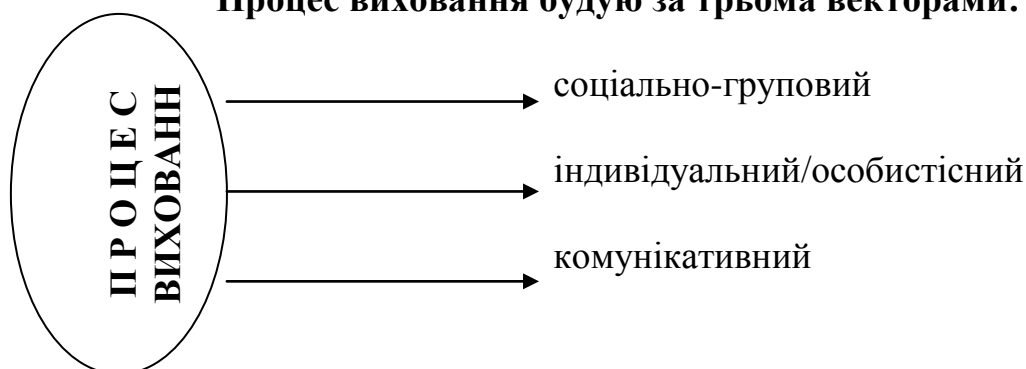 Процес виховання будую за трьома векторами:
П Р О Ц Е С
ВИХОВАНН
соціально-груповий
індивідуальний/особистісний
комунікативний